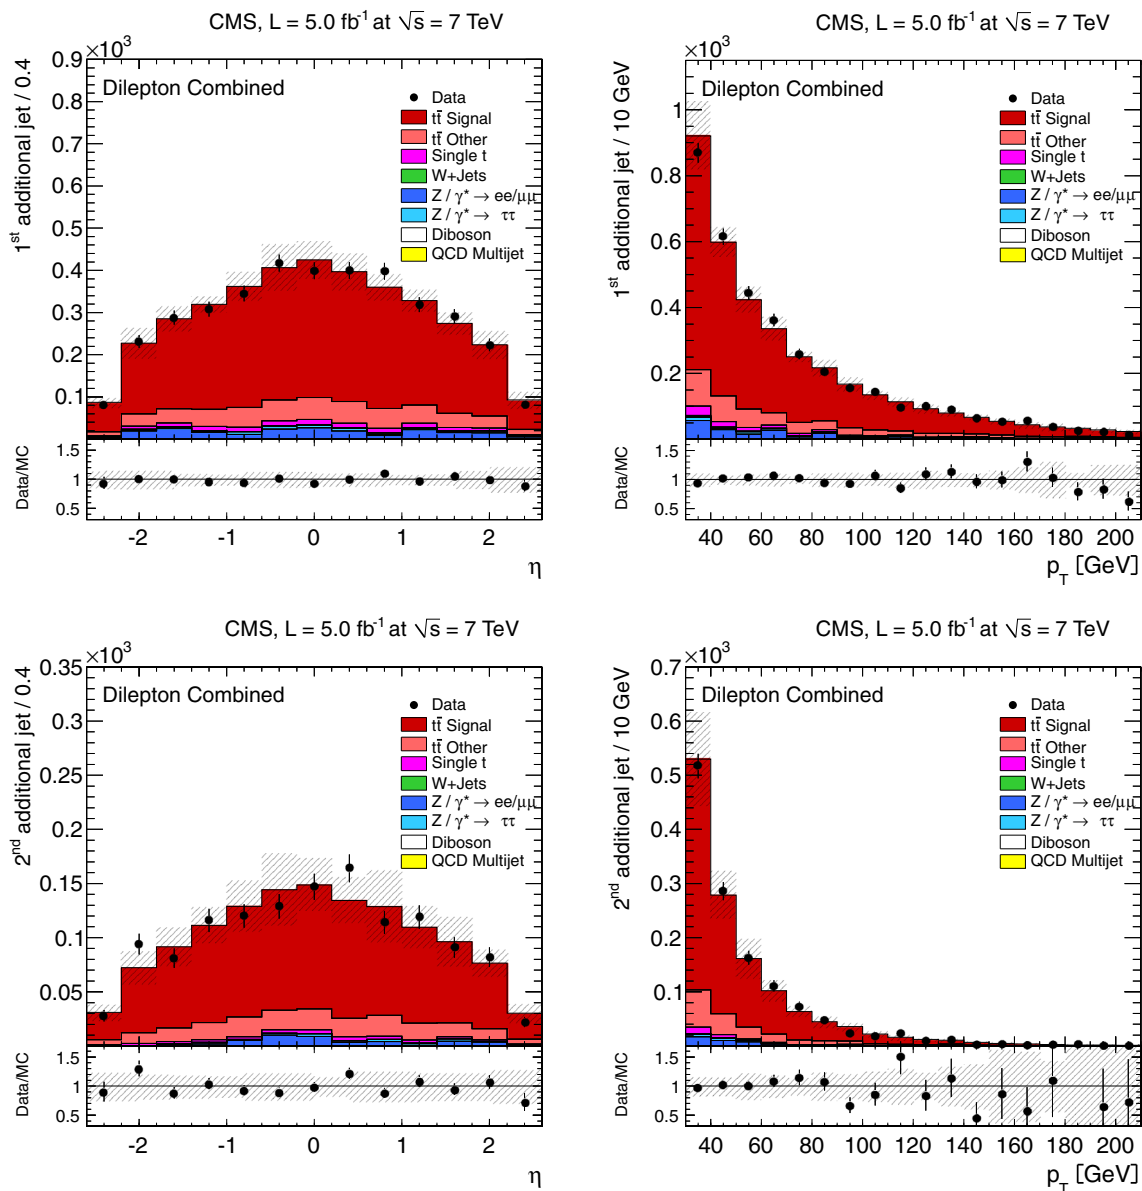 CMS, L = 5.0 fb⁻¹ at √s = 7 TeV
×10³
1ˢᵗ additional jet / 0.4
Dilepton Combined
Data
tt̄ Signal
tt̄ Other
Single t
W+Jets
Z / γ* → ee/μμ
Z / γ* → ττ
Diboson
QCD Multijet
0.9
0.8
0.7
0.6
0.5
0.4
0.3
0.2
0.1
Data/MC
1.5
1
0.5
-2 -1 0 1 2
η
CMS, L = 5.0 fb⁻¹ at √s = 7 TeV
×10³
1ˢᵗ additional jet / 10 GeV
Dilepton Combined
Data
tt̄ Signal
tt̄ Other
Single t
W+Jets
Z / γ* → ee/μμ
Z / γ* → ττ
Diboson
QCD Multijet
1
0.8
0.6
0.4
0.2
Data/MC
1.5
1
0.5
40 60 80 100 120 140 160 180 200
p_T [GeV]
CMS, L = 5.0 fb⁻¹ at √s = 7 TeV
×10³
2ⁿᵈ additional jet / 0.4
Dilepton Combined
Data
tt̄ Signal
tt̄ Other
Single t
W+Jets
Z / γ* → ee/μμ
Z / γ* → ττ
Diboson
QCD Multijet
0.35
0.3
0.25
0.2
0.15
0.1
0.05
Data/MC
1.5
1
0.5
-2 -1 0 1 2
η
CMS, L = 5.0 fb⁻¹ at √s = 7 TeV
×10³
2ⁿᵈ additional jet / 10 GeV
Dilepton Combined
Data
tt̄ Signal
tt̄ Other
Single t
W+Jets
Z / γ* → ee/μμ
Z / γ* → ττ
Diboson
QCD Multijet
0.7
0.6
0.5
0.4
0.3
0.2
0.1
Data/MC
1.5
1
0.5
40 60 80 100 120 140 160 180 200
p_T [GeV]